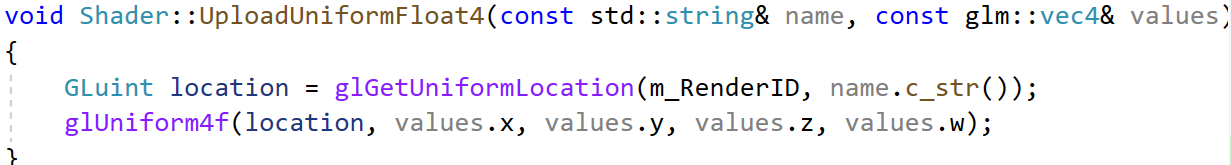 void Shader::UploadUniformFloat4(const std::string& name, const glm::vec4& values)
{
GLuint location = glGetUniformLocation(m_RenderID, name.c_str());
glUniform4f(location, values.x, values.y, values.z, values.w);
}